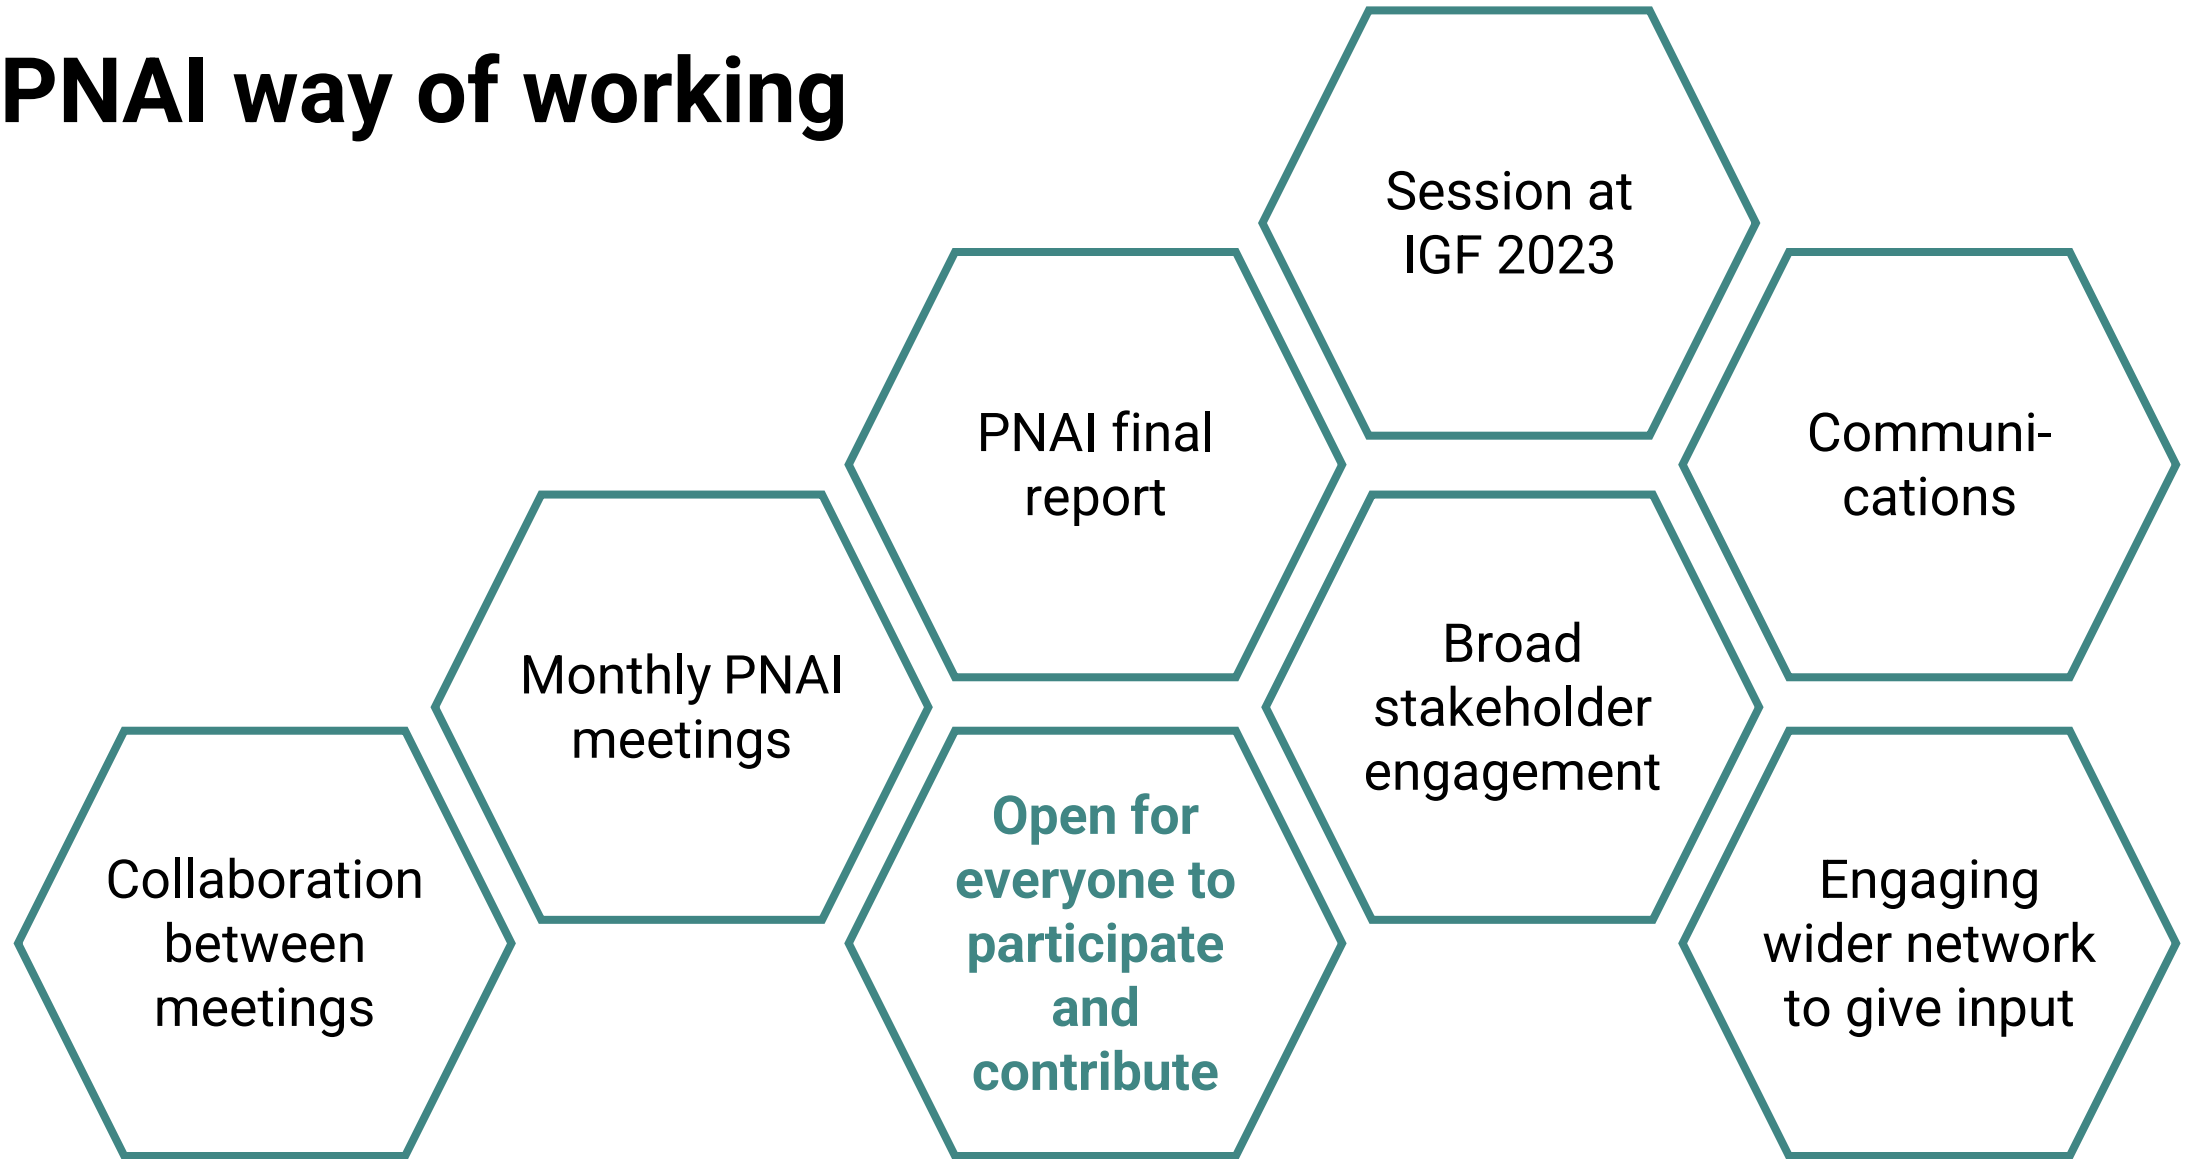 PNAI way of working
Session at
IGF 2023
PNAI final
report
Communi-
cations
Monthly PNAI
meetings
Broad
stakeholder
engagement
Collaboration
between
meetings
Open for
everyone to
participate
and
contribute
Engaging
wider network
to give input